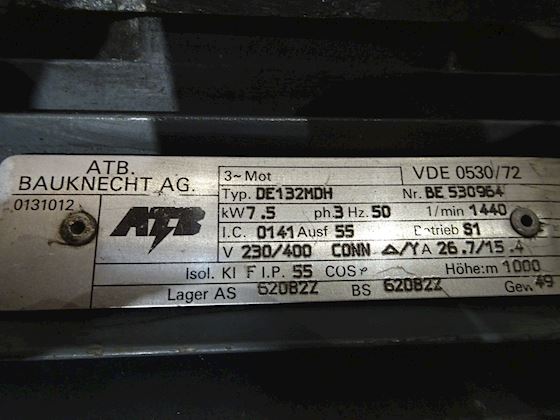 ATB.
BAUKNECHT AG.
0131012
ATB
3~Mot VDE 0530/72
Typ. DE132MDH Nr. BE 530964
kW 7.5 ph. 3 Hz. 50 1/min 1440
I.C. 0141 Ausf 55 Betrieb S1
V 230/400 CONN △/Y A 26.7/15.4
Isol. Kl F I.P. 55 COS φ Höhe:m 1000
Lager AS 6208ZZ BS 6208ZZ Gew. 49